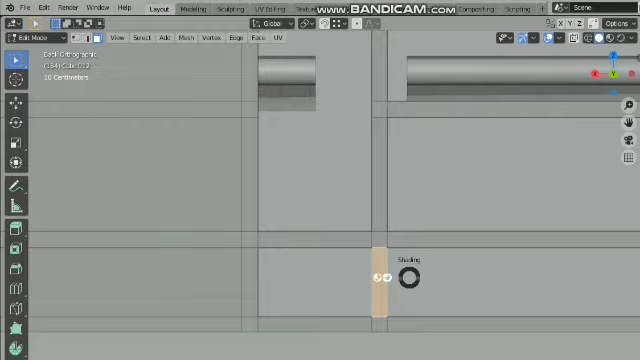 File Edit Render Window Help Layout Modeling Sculpting UV Editing Textur www.BANDICAM.com Scripting Scene
Global Options
Edit Mode View Select Add Mesh Vertex Edge Face UV
Back Orthographic
10 Centimeters
Shading